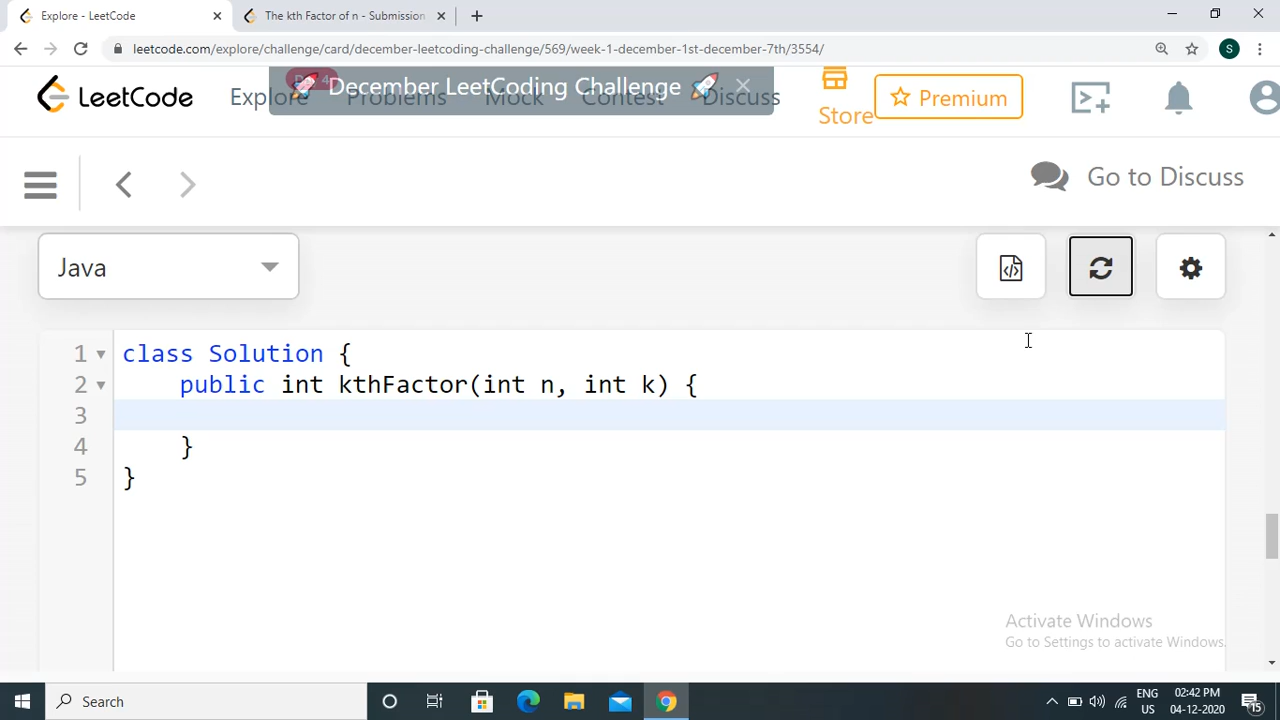 Explore - LeetCode
The kth Factor of n - Submission
leetcode.com/explore/challenge/card/december-leetcoding-challenge/569/week-1-december-1st-december-7th/3554/
S
LeetCode
Explore Problems Mock Contest Discuss
December LeetCoding Challenge
Store
Premium
Go to Discuss
Java
1 class Solution {
2 public int kthFactor(int n, int k) {
3
4 }
5 }
Activate Windows
Go to Settings to activate Windows.
Search
ENG
US
02:42 PM
04-12-2020
15